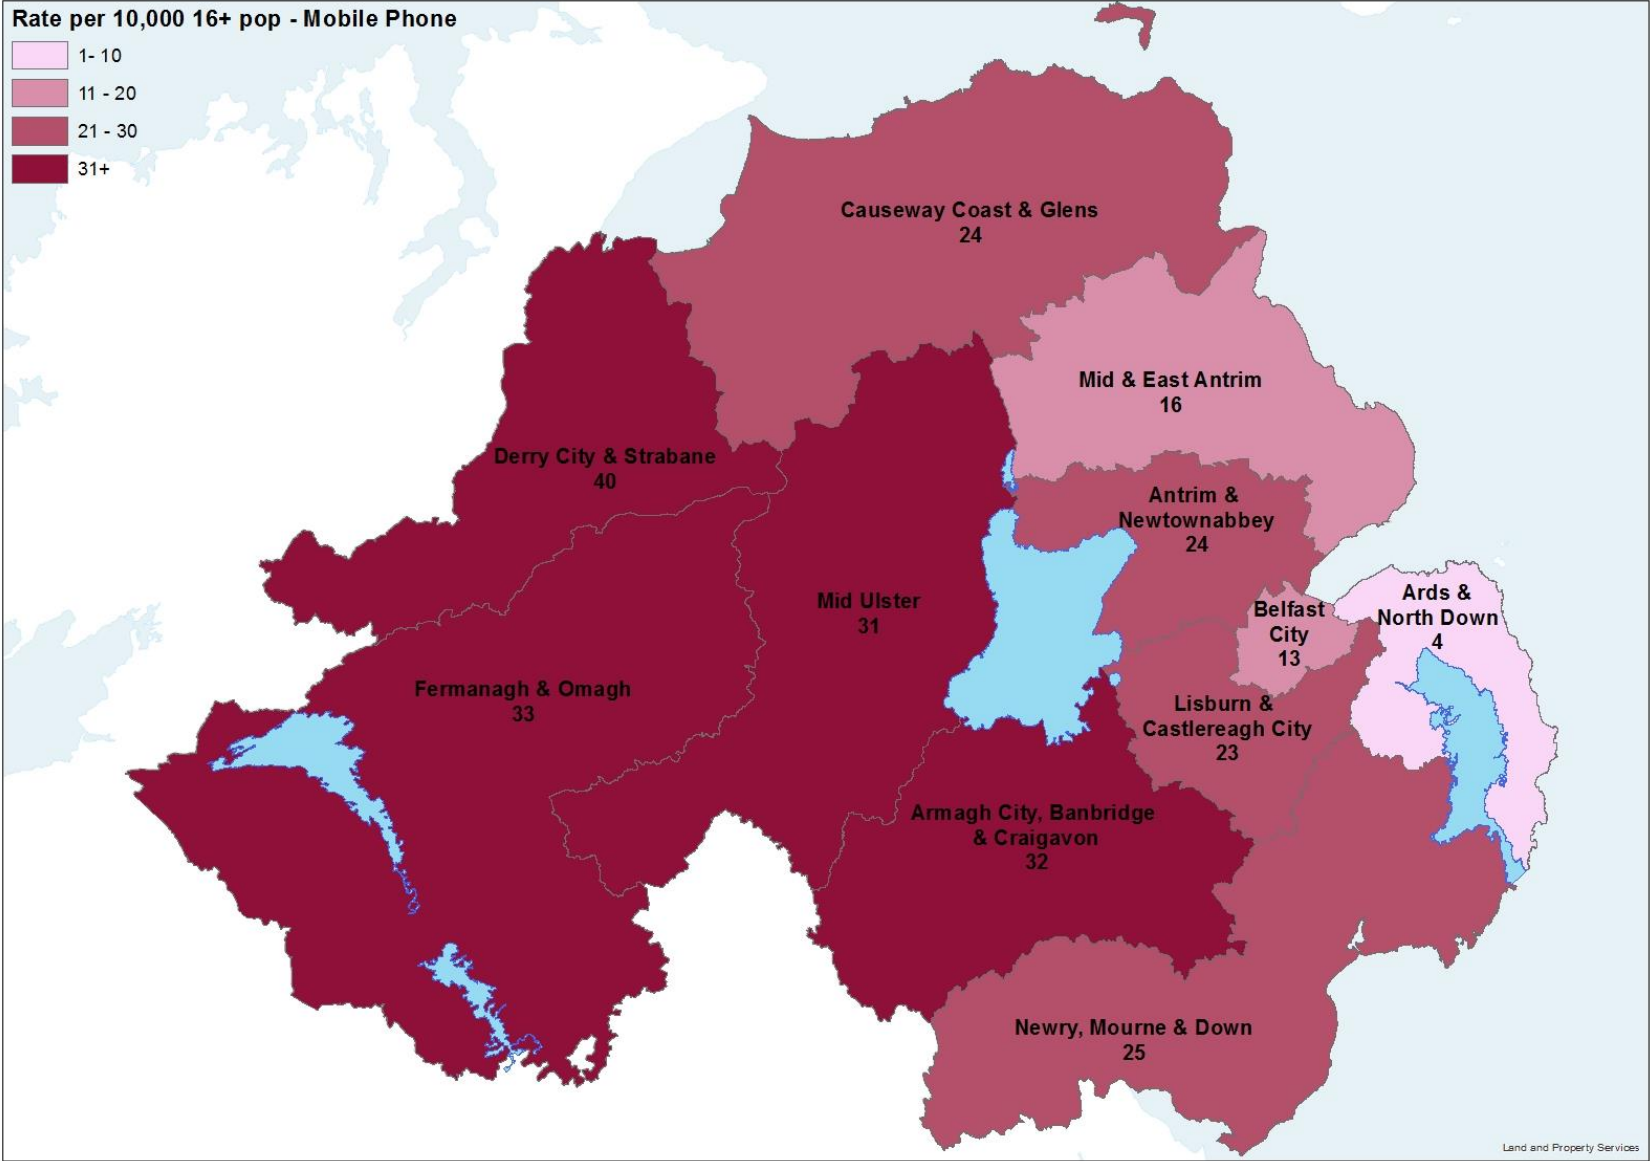 Rate per 10,000 16+ pop - Mobile Phone
1- 10
11 - 20
21 - 30
31+
Causeway Coast & Glens
24
Mid & East Antrim
16
Derry City & Strabane
40
Antrim &
Newtownabbey
24
Mid Ulster
31
Ards &
North Down
4
Belfast
City
13
Fermanagh & Omagh
33
Lisburn &
Castlereagh City
23
Armagh City, Banbridge
& Craigavon
32
Newry, Mourne & Down
25
Land and Property Services